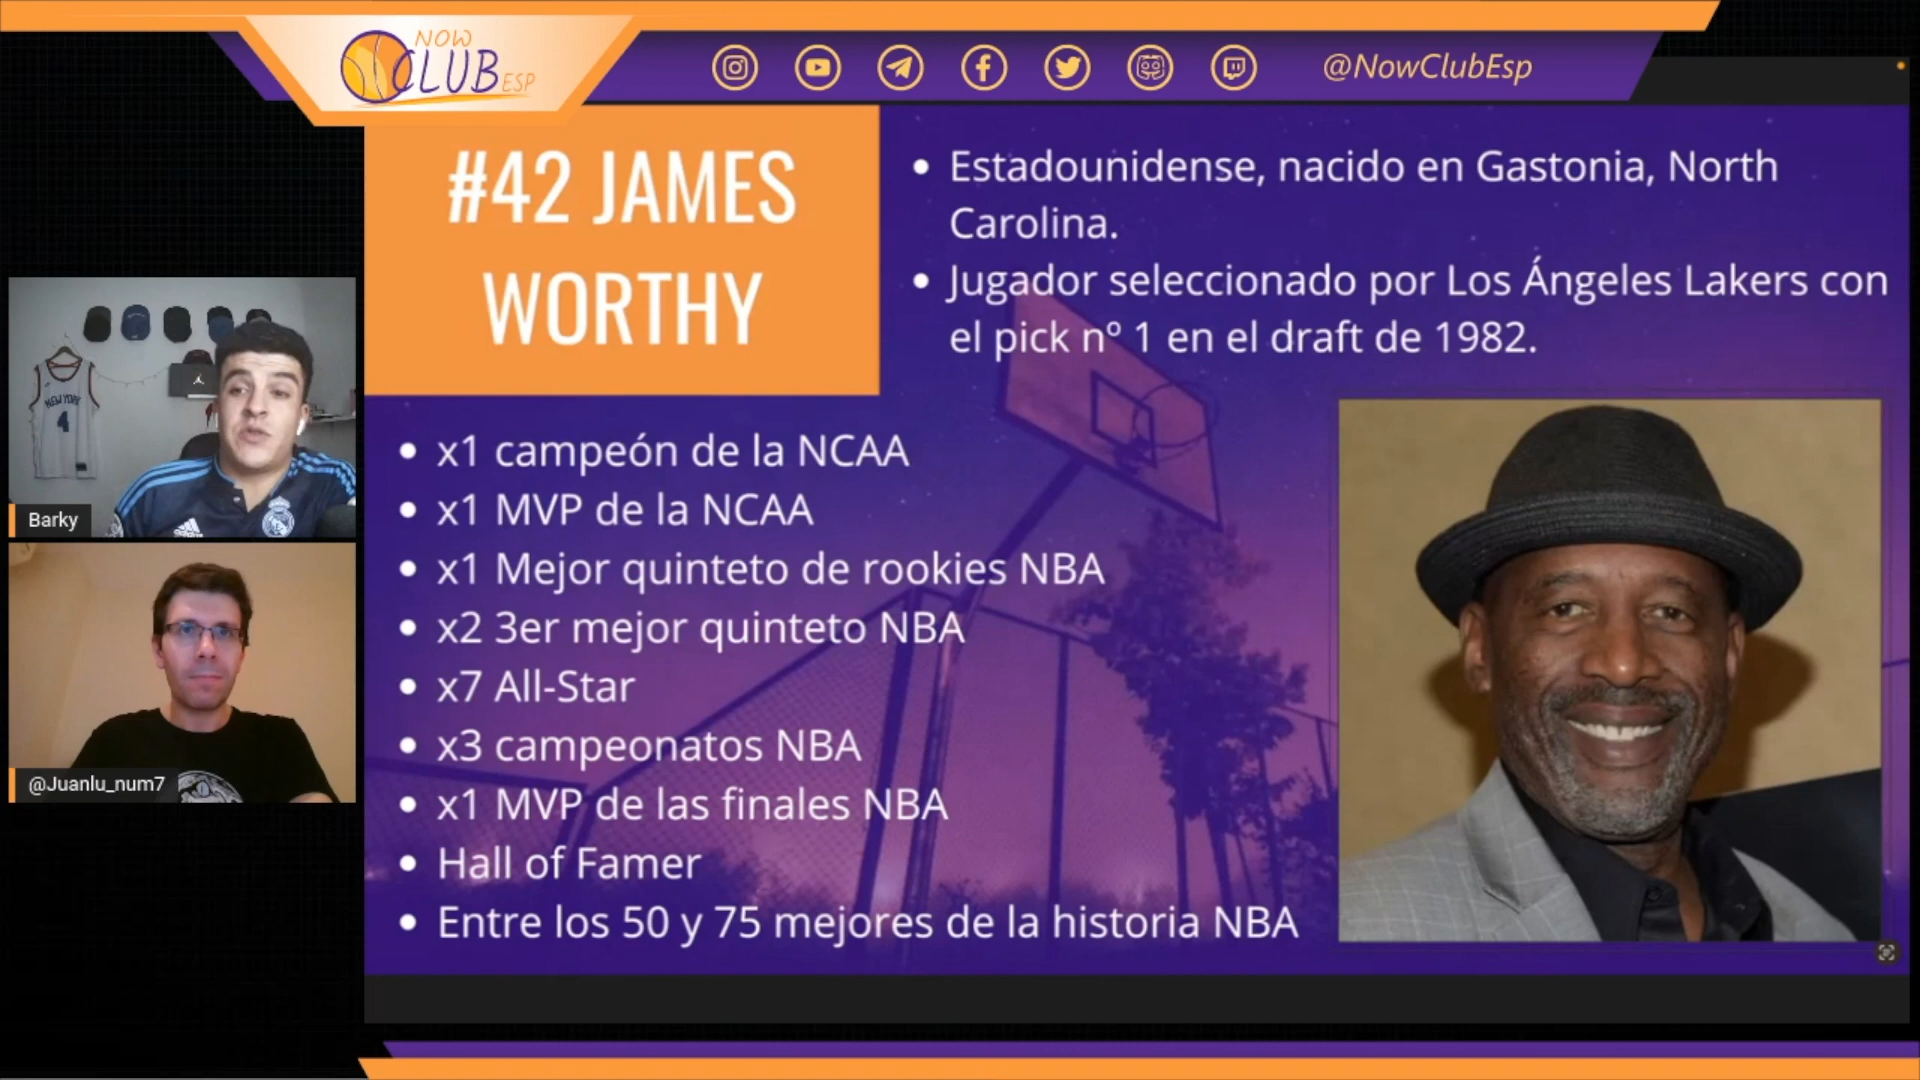 NOW
CLUB
ESP
@NowClubEsp
#42 JAMES
WORTHY
• Estadounidense, nacido en Gastonia, North
Carolina.
• Jugador seleccionado por Los Ángeles Lakers con
el pick nº 1 en el draft de 1982.
• x1 campeón de la NCAA
• x1 MVP de la NCAA
• x1 Mejor quinteto de rookies NBA
• x2 3er mejor quinteto NBA
• x7 All-Star
• x3 campeonatos NBA
• x1 MVP de las finales NBA
• Hall of Famer
• Entre los 50 y 75 mejores de la historia NBA
NEW YORK
4
adidas
Barky
@Juanlu_num7